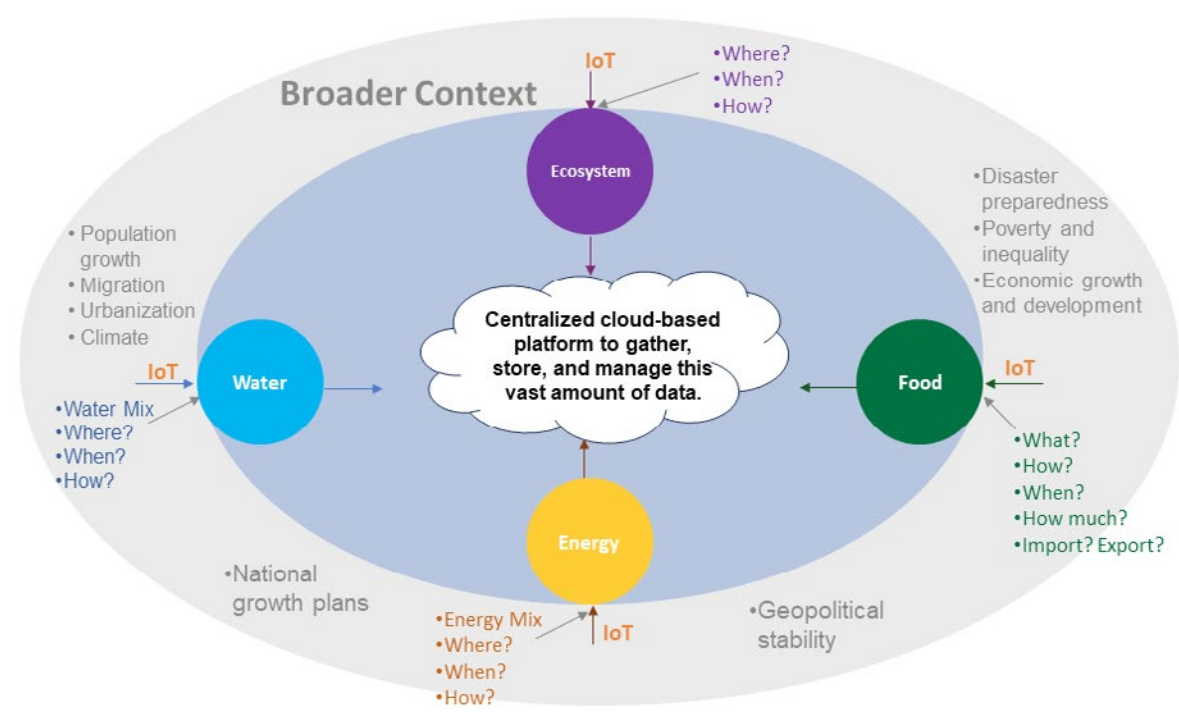 IoT
•Where?
•When?
•How?
Broader Context
Ecosystem
•Disaster
preparedness
•Poverty and
inequality
•Economic growth
and development
• Population
growth
• Migration
• Urbanization
• Climate
Centralized cloud-based
platform to gather,
store, and manage this
vast amount of data.
IoT
Water
•Water Mix
•Where?
•When?
•How?
Food
IoT
•What?
•How?
•When?
•How much?
•Import? Export?
Energy
•National
growth plans
•Energy Mix
•Where?
•When?
•How?
IoT
•Geopolitical
stability